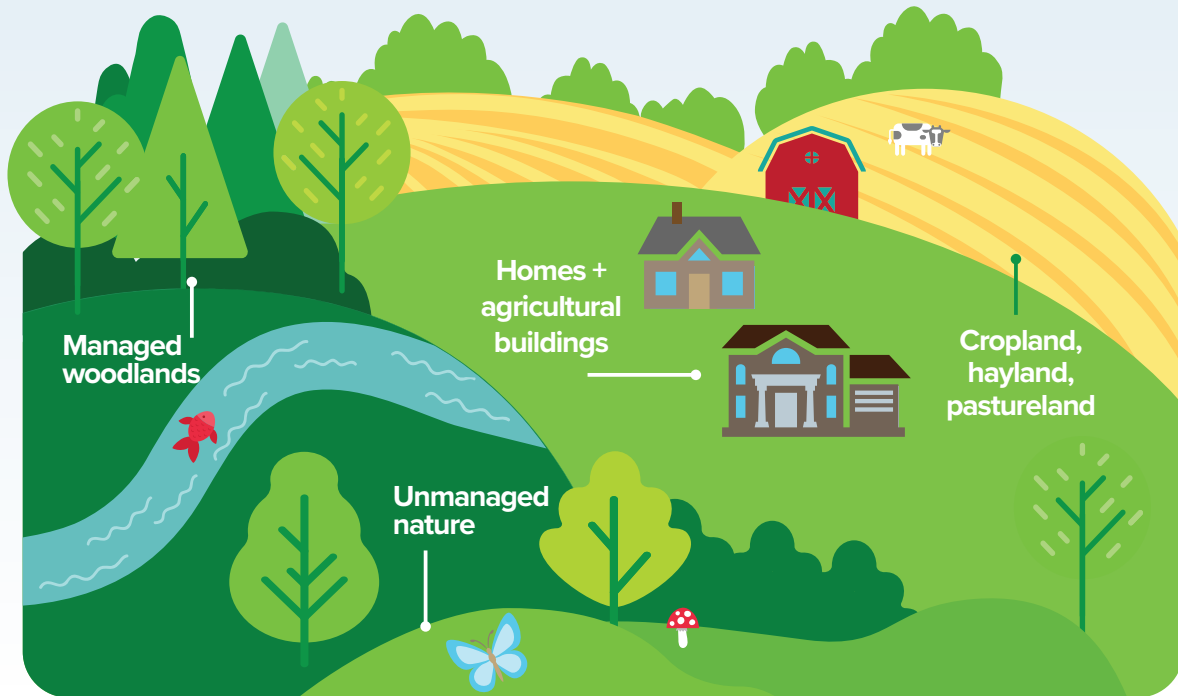 Homes +
agricultural
buildings
Managed
woodlands
Cropland,
hayland,
pastureland
Unmanaged
nature